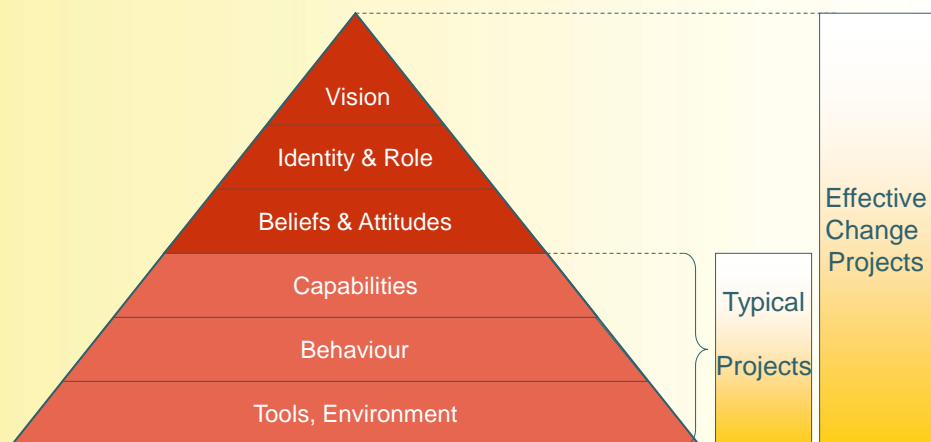 Vision
Identity & Role
Beliefs & Attitudes
Capabilities
Behaviour
Tools, Environment
Typical
Projects
Effective
Change
Projects